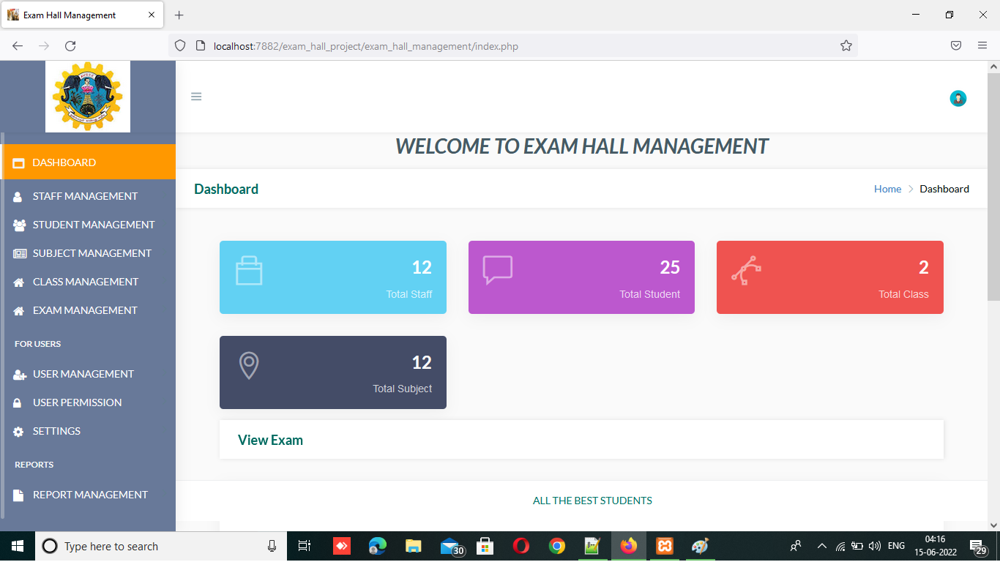 Exam Hall Management
localhost:7882/exam_hall_project/exam_hall_management/index.php
WELCOME TO EXAM HALL MANAGEMENT
DASHBOARD
STAFF MANAGEMENT
STUDENT MANAGEMENT
SUBJECT MANAGEMENT
CLASS MANAGEMENT
EXAM MANAGEMENT
FOR USERS
USER MANAGEMENT
USER PERMISSION
SETTINGS
REPORTS
REPORT MANAGEMENT
Dashboard
Home
Dashboard
12
Total Staff
25
Total Student
2
Total Class
12
Total Subject
View Exam
ALL THE BEST STUDENTS
Type here to search
30
ENG
04:16
15-06-2022
29